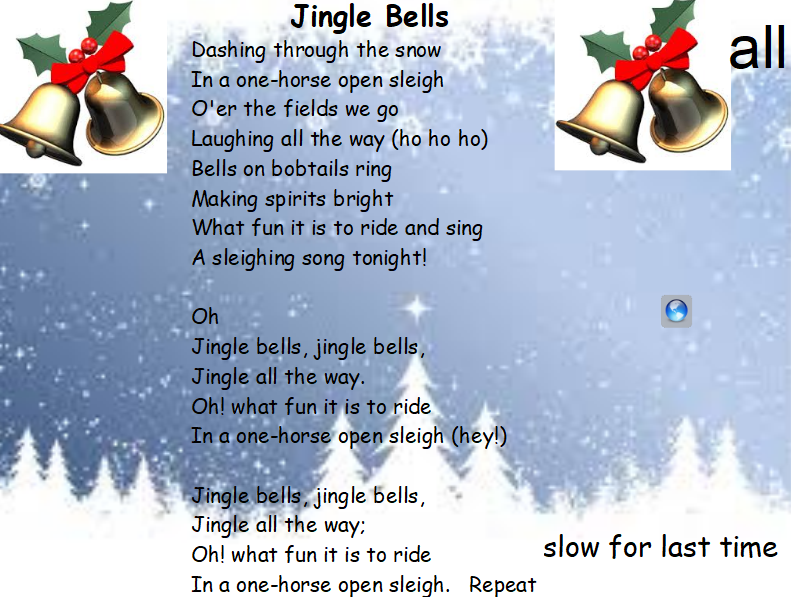 Jingle Bells
all
Dashing through the snow
In a one-horse open sleigh
O'er the fields we go
Laughing all the way (ho ho ho)
Bells on bobtails ring
Making spirits bright
What fun it is to ride and sing
A sleighing song tonight!
Oh
Jingle bells, jingle bells,
Jingle all the way.
Oh! what fun it is to ride
In a one-horse open sleigh (hey!)
Jingle bells, jingle bells,
Jingle all the way;
Oh! what fun it is to ride
In a one-horse open sleigh. Repeat
slow for last time